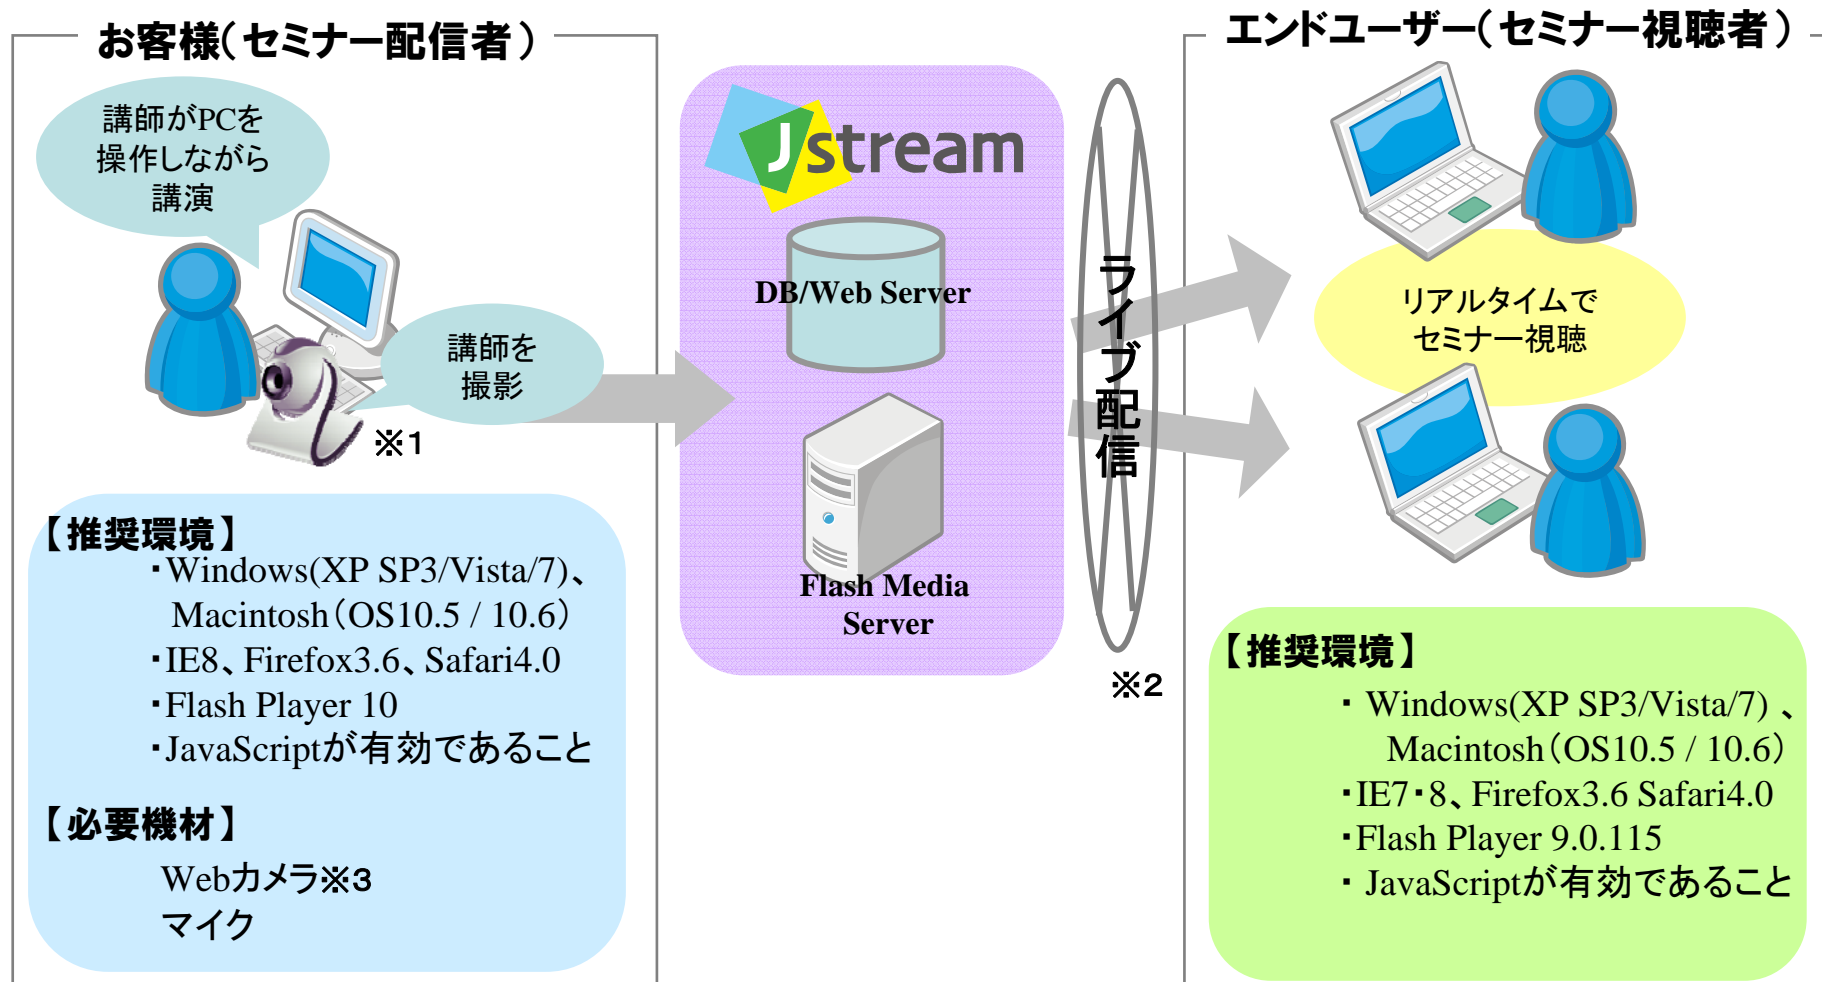 お客様（セミナー配信者）
講師がPCを
操作しながら
講演
講師を
撮影
※1
【推奨環境】
・Windows(XP SP3/Vista/7)、
Macintosh（OS10.5 / 10.6）
・IE8、Firefox3.6、Safari4.0
・Flash Player 10
・JavaScriptが有効であること
【必要機材】
Webカメラ※3
マイク
Jstream
DB/Web Server
Flash Media
Server
ライブ配信
※2
エンドユーザー（セミナー視聴者）
リアルタイムで
セミナー視聴
【推奨環境】
・ Windows(XP SP3/Vista/7) 、
Macintosh（OS10.5 / 10.6）
・IE7・8、Firefox3.6 Safari4.0
・Flash Player 9.0.115
・ JavaScriptが有効であること